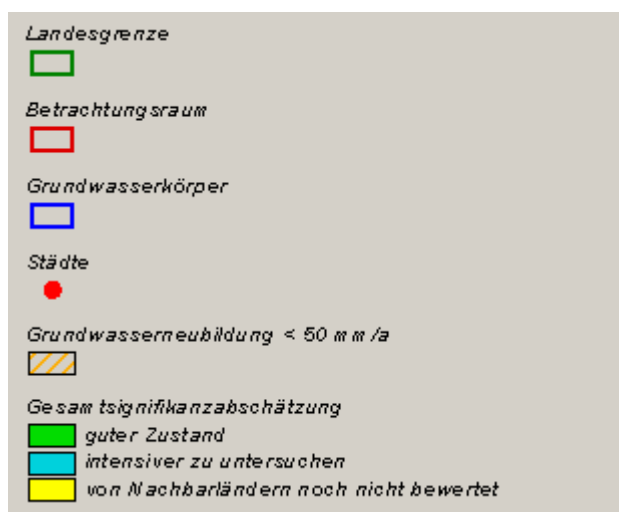 Landesgrenze
Betrachtungsraum
Grundwasserkörper
Städte
Grundwasserneubildung < 50 mm/a
Gesamtsignifikanzabschätzung
guter Zustand
intensiver zu untersuchen
von Nachbarländern noch nicht bewertet